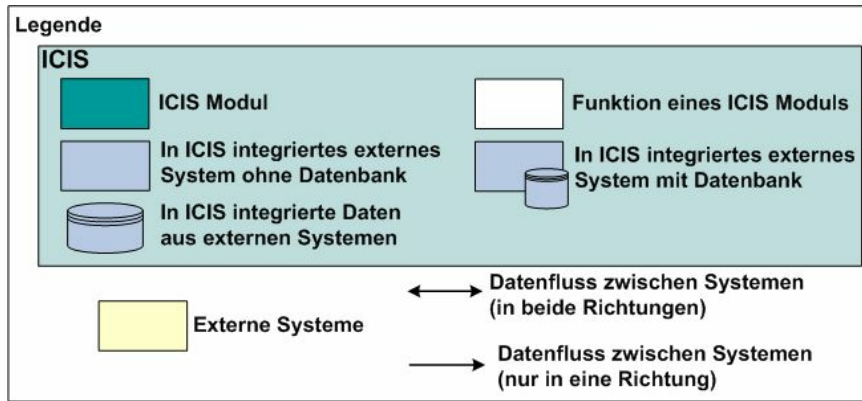 Legende
ICIS
ICIS Modul
Funktion eines ICIS Moduls
In ICIS integriertes externes
System ohne Datenbank
In ICIS integriertes externes
System mit Datenbank
In ICIS integrierte Daten
aus externen Systemen
Externe Systeme
Datenfluss zwischen Systemen
(in beide Richtungen)
Datenfluss zwischen Systemen
(nur in eine Richtung)